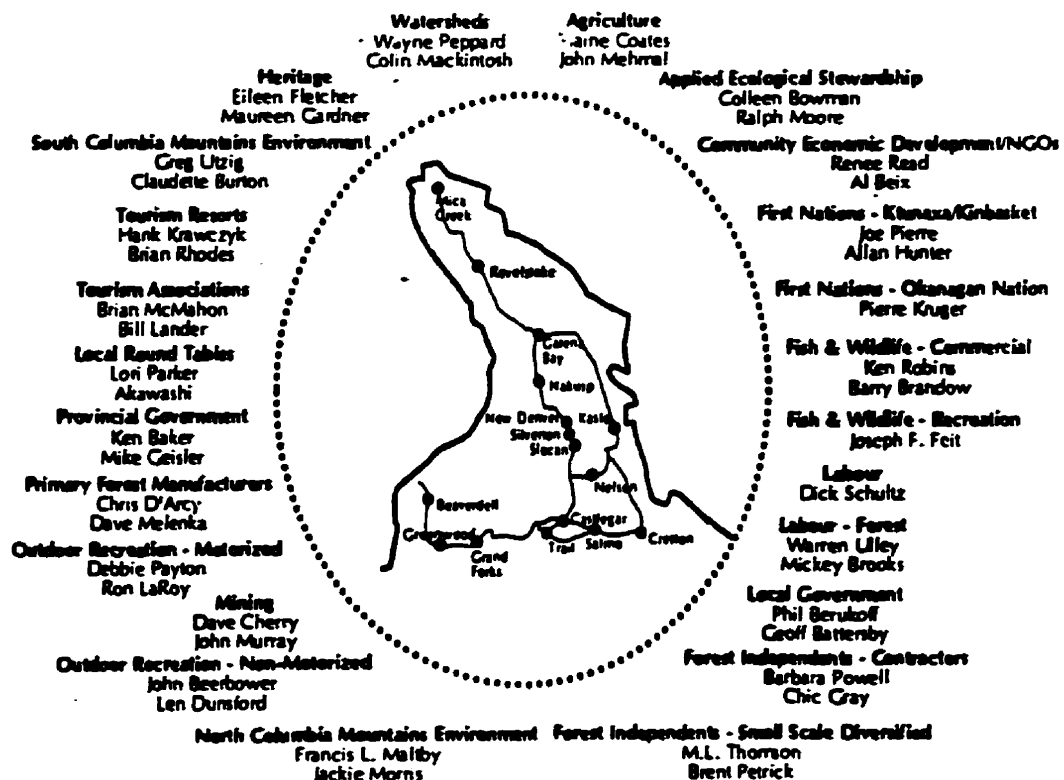 Watersheds
Wayne Peppard
Colin Mackintosh
Agriculture
Coates
John Mehmal
Heritage
Eileen Fletcher
Maureen Gardner
Applied Ecological Stewardship
Colleen Bowman
Ralph Moore
South Columbia Mountains Environment
Greg Utzig
Claudette Burton
Community Economic Development/NGOs
Renee Read
Al Beix
Tourism Resorts
Hank Krawczyk
Brian Rhodes
First Nations - Ktunaxa/Kinbasket
Joe Pierre
Allan Hunter
Tourism Associations
Brian McMahon
Bill Lander
First Nations - Okanagan Nation
Pierre Kruger
Local Round Tables
Lori Parker
Akawashi
Fish & Wildlife - Commercial
Ken Robins
Barry Brandow
Provincial Government
Ken Baker
Mike Geisler
Fish & Wildlife - Recreation
Joseph F. Feit
Primary Forest Manufacturers
Chris D'Arcy
Dave Melenka
Labour
Dick Schultz
Outdoor Recreation - Motorized
Debbie Payton
Ron LaRoy
Labour - Forest
Warren Lilley
Mickey Brooks
Mining
Dave Cherry
John Murray
Local Government
Phil Berukoff
Geoff Battersby
Outdoor Recreation - Non-Motorized
John Beerbower
Len Dunsford
Forest Independents - Contractors
Barbara Powell
Chic Gray
North Columbia Mountains Environment
Francis L. Maltby
Jackie Morris
Forest Independents - Small Scale Diversified
M.L. Thomson
Brent Petrick
Mica
Creek
Revelstoke
Galena
Bay
Nakusp
New Denver
Silverton
Slocan
Kaslo
Nelson
Beaverdell
Greenwood
Grand
Forks
Castlegar
Trail
Salmo
Creston